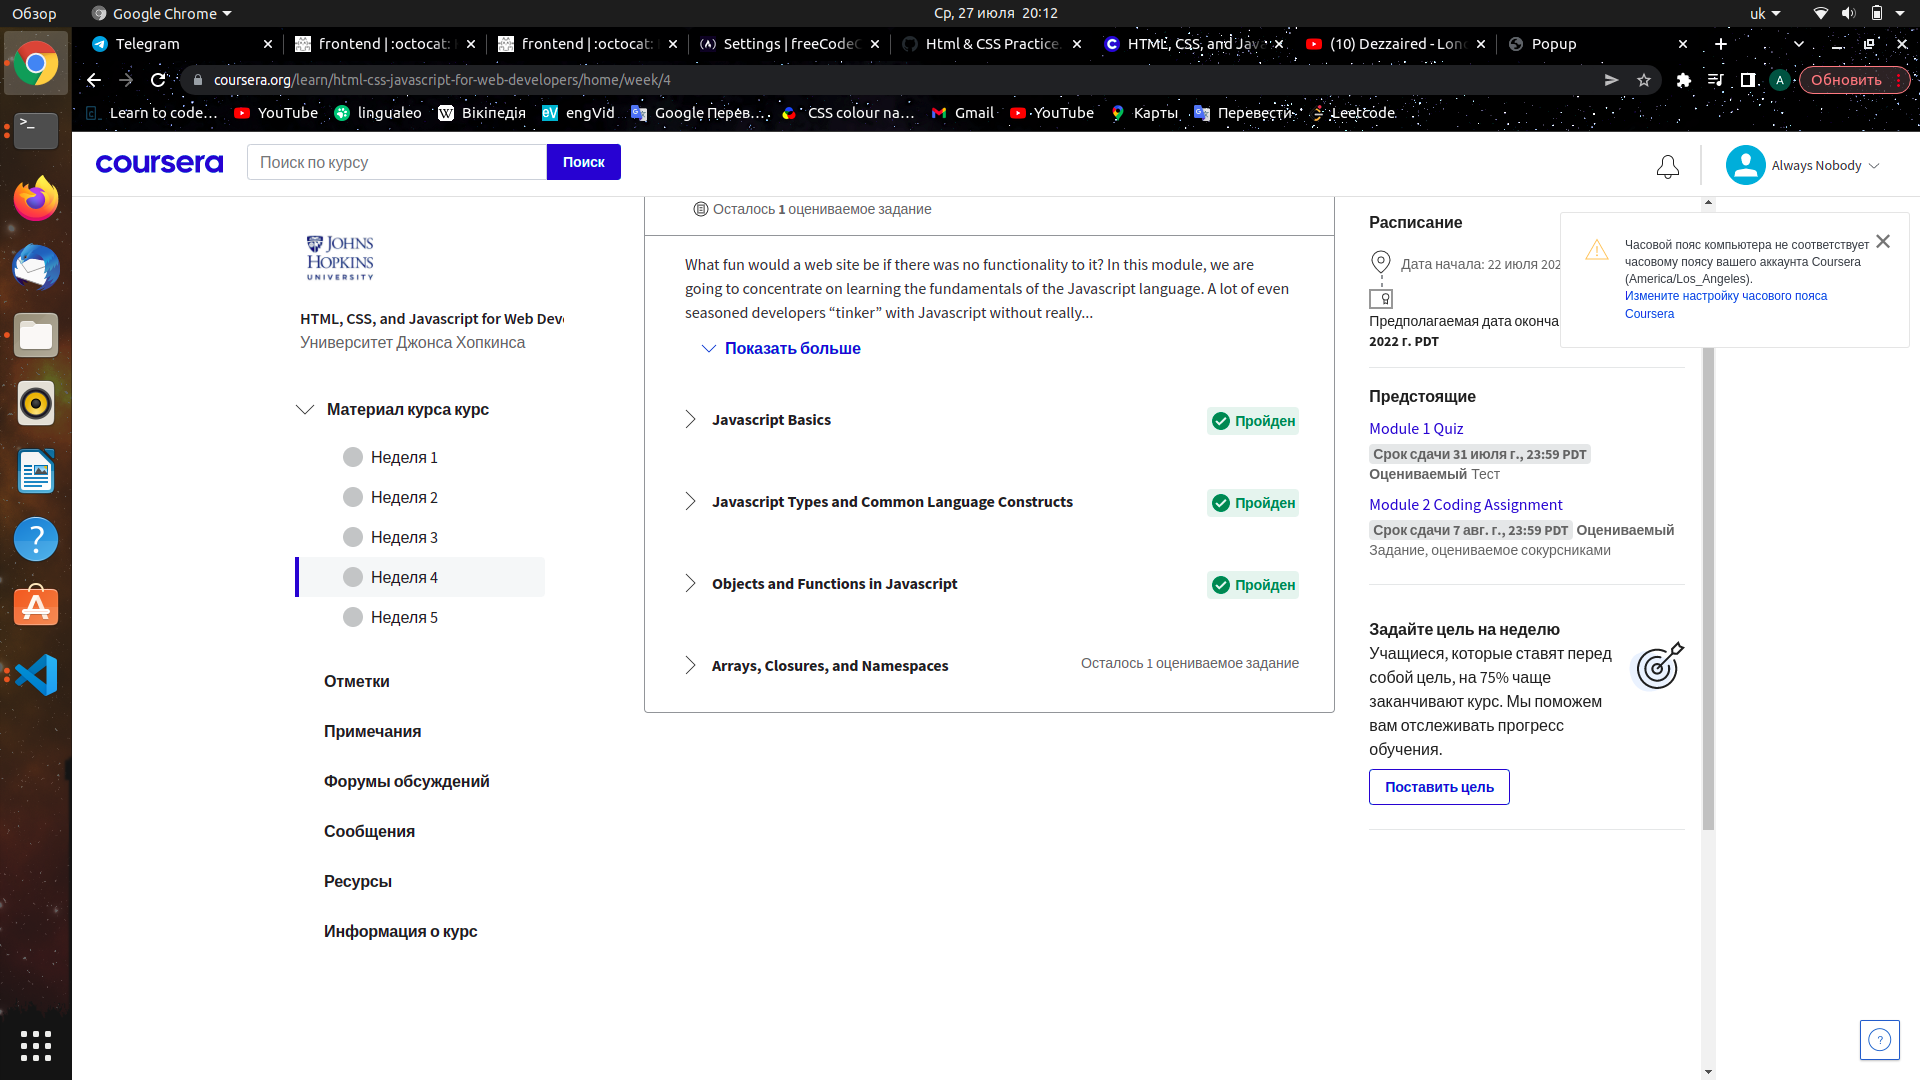 Обзор
Google Chrome
Ср, 27 июля 20:12
uk
Telegram
frontend | :octocat:
frontend | :octocat:
Settings | freeCodeC
Html & CSS Practice
HTML, CSS, and Java
(10) Dezzaired - Lon
Popup
coursera.org/learn/html-css-javascript-for-web-developers/home/week/4
A
Обновить
Learn to code…
YouTube
lingualeo
Вікіпедія
engVid
Google Перев…
CSS colour na…
Gmail
YouTube
Карты
Перевести
Leetcode
coursera
Поиск по курсу
Поиск
Always Nobody
JOHNS
HOPKINS
UNIVERSITY
HTML, CSS, and Javascript for Web Deve
Университет Джонса Хопкинса
Материал курса курс
Неделя 1
Неделя 2
Неделя 3
Неделя 4
Неделя 5
Отметки
Примечания
Форумы обсуждений
Сообщения
Ресурсы
Информация о курс
Осталось 1 оцениваемое задание
What fun would a web site be if there was no functionality to it? In this module, we are
going to concentrate on learning the fundamentals of the Javascript language. A lot of even
seasoned developers “tinker” with Javascript without really...
Показать больше
Javascript Basics
Пройден
Javascript Types and Common Language Constructs
Пройден
Objects and Functions in Javascript
Пройден
Arrays, Closures, and Namespaces
Осталось 1 оцениваемое задание
Расписание
Дата начала: 22 июля 202
Предполагаемая дата оконча
2022 г. PDT
Часовой пояс компьютера не соответствует
часовому поясу вашего аккаунта Coursera
(America/Los_Angeles).
Измените настройку часового пояса
Coursera
Предстоящие
Module 1 Quiz
Срок сдачи 31 июля г., 23:59 PDT
Оцениваемый Тест
Module 2 Coding Assignment
Срок сдачи 7 авг. г., 23:59 PDT Оцениваемый
Задание, оцениваемое сокурсниками
Задайте цель на неделю
Учащиеся, которые ставят перед
собой цель, на 75% чаще
заканчивают курс. Мы поможем
вам отслеживать прогресс
обучения.
Поставить цель